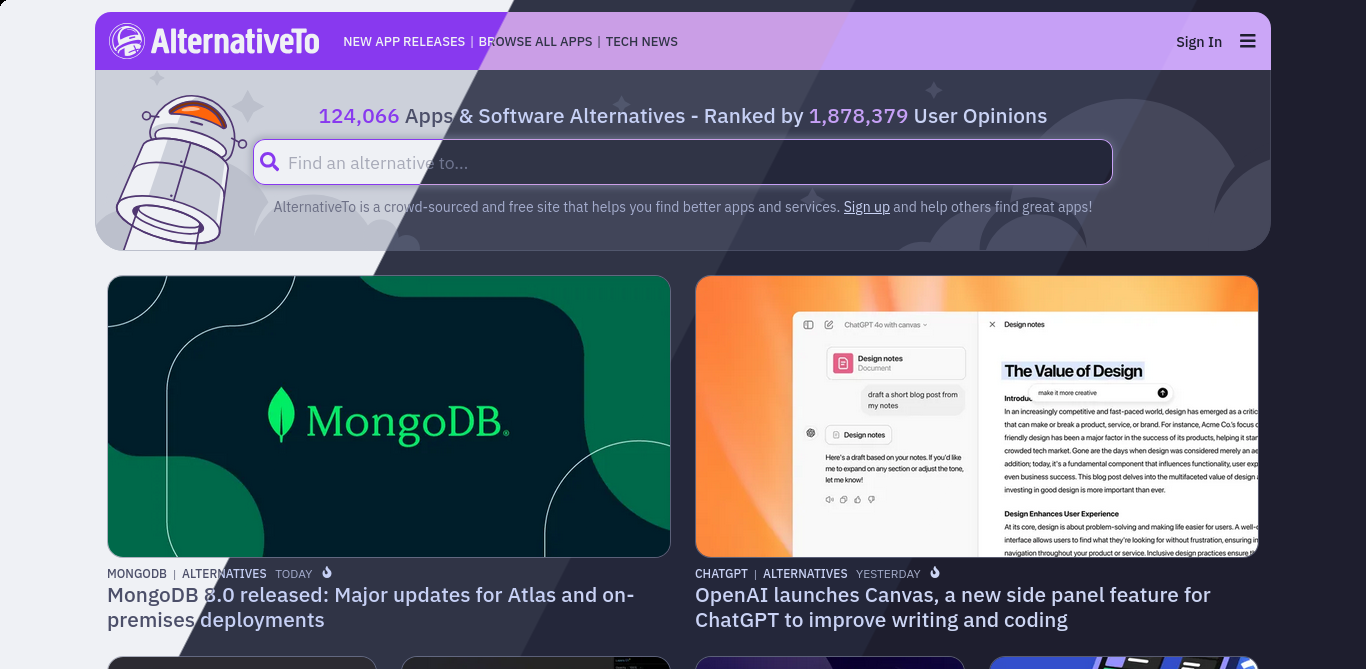 AlternativeTo NEW APP RELEASES | BROWSE ALL APPS | TECH NEWS Sign In
124,066 Apps & Software Alternatives - Ranked by 1,878,379 User Opinions
Find an alternative to...
AlternativeTo is a crowd-sourced and free site that helps you find better apps and services. Sign up and help others find great apps!
MongoDB®
MONGODB | ALTERNATIVES TODAY
MongoDB 8.0 released: Major updates for Atlas and on-
premises deployments
ChatGPT 4o with canvas
Design notes
Document
draft a short blog post from
my notes
Design notes
Here's a draft based on your notes. If you'd like
me to expand on any section or adjust the tone,
let me know!
Design notes
The Value of Design
make it more creative
In an increasingly competitive and fast-paced world, design has emerged as a critic
that can make or break a product, service, or brand. For instance, Acme Co.'s focus o
friendly design has been a major factor in the success of its products, helping it star
crowded tech market. Gone are the days when design was considered merely an ae
addition; today, it's a fundamental component that influences functionality, user exp
even business success. This blog post delves into the multifaceted value of design a
investing in good design is more important than ever.
Design Enhances User Experience
At its core, design is about problem-solving and making life easier for users. A well-c
interface allows users to find what they're looking for without frustration, ensuring in
navigation throughout your product or service. Inclusive design practices ensure th
CHATGPT | ALTERNATIVES YESTERDAY
OpenAI launches Canvas, a new side panel feature for
ChatGPT to improve writing and coding